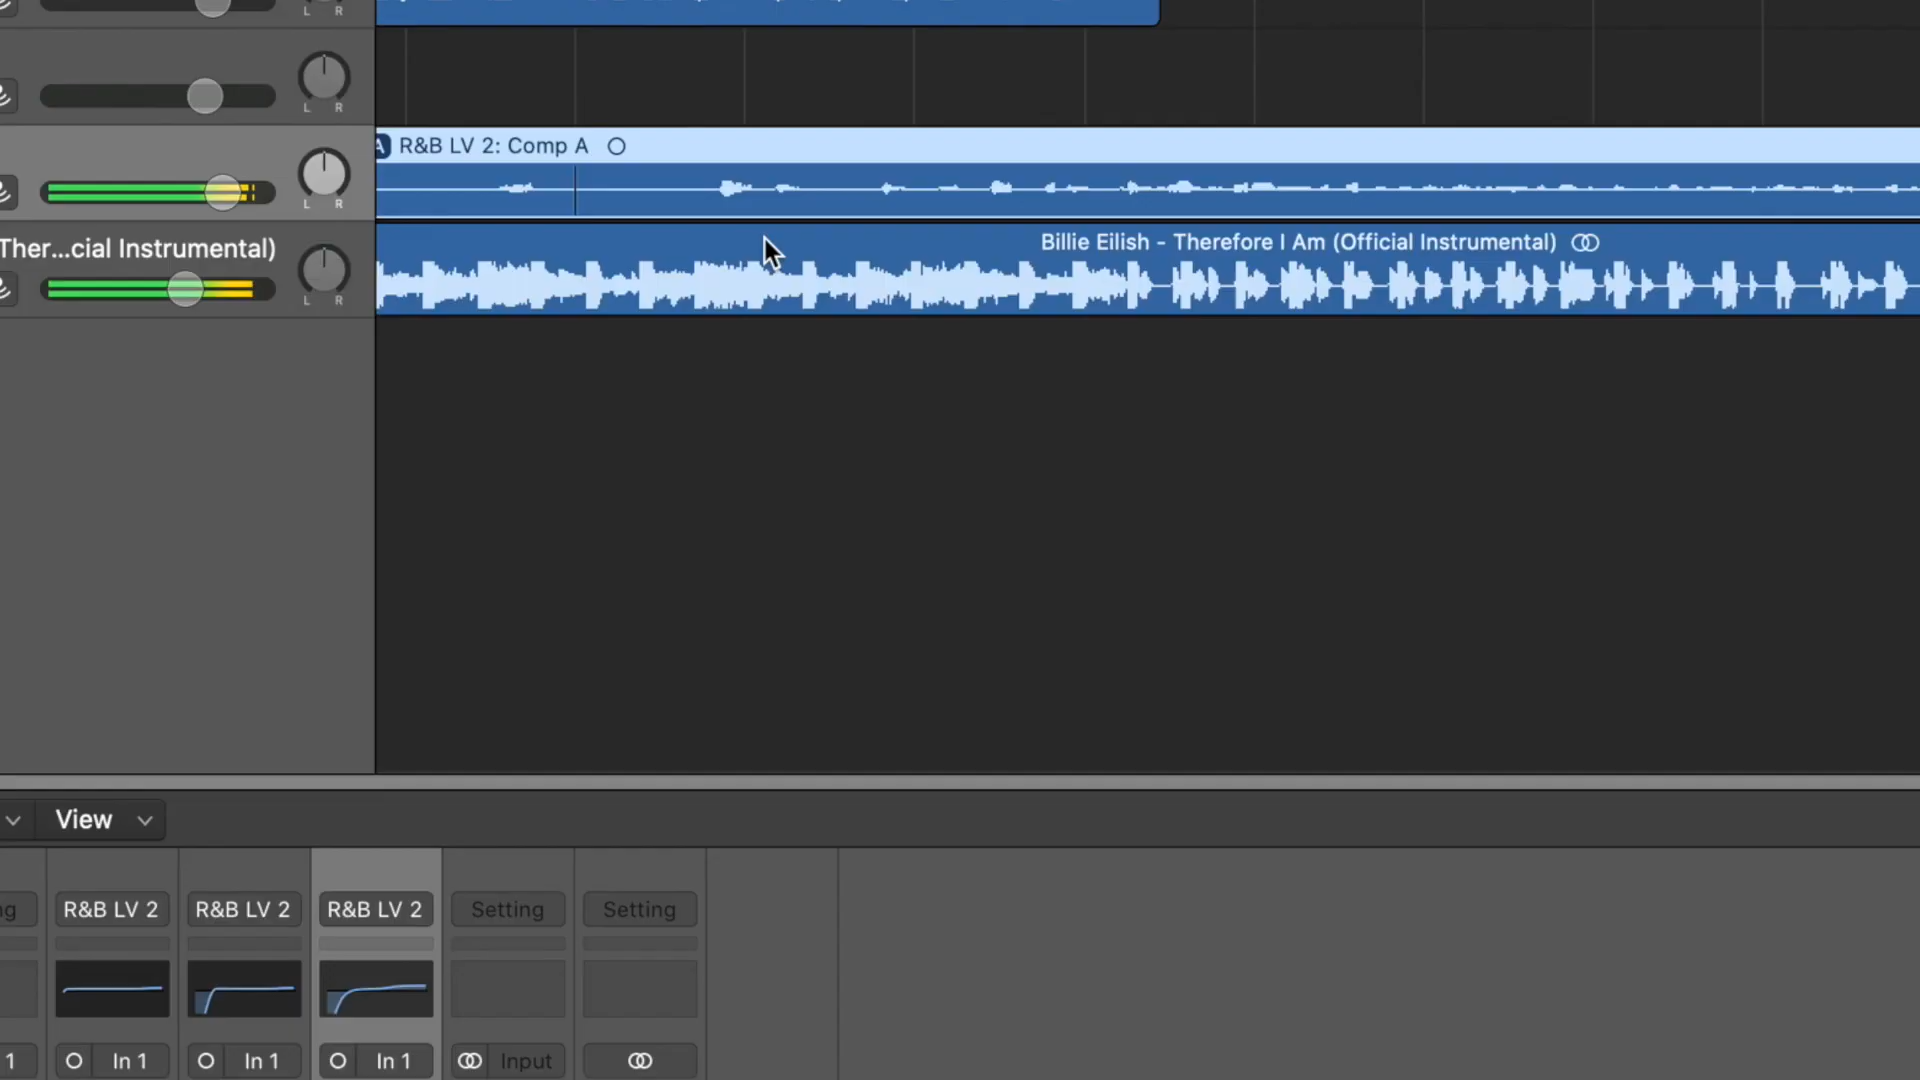 L R
L R
A R&B LV 2: Comp A
L R
Ther...cial Instrumental)
Billie Eilish - Therefore I Am (Official Instrumental)
L R
View
g R&B LV 2 R&B LV 2 R&B LV 2 Setting Setting
1 In 1 In 1 In 1 Input